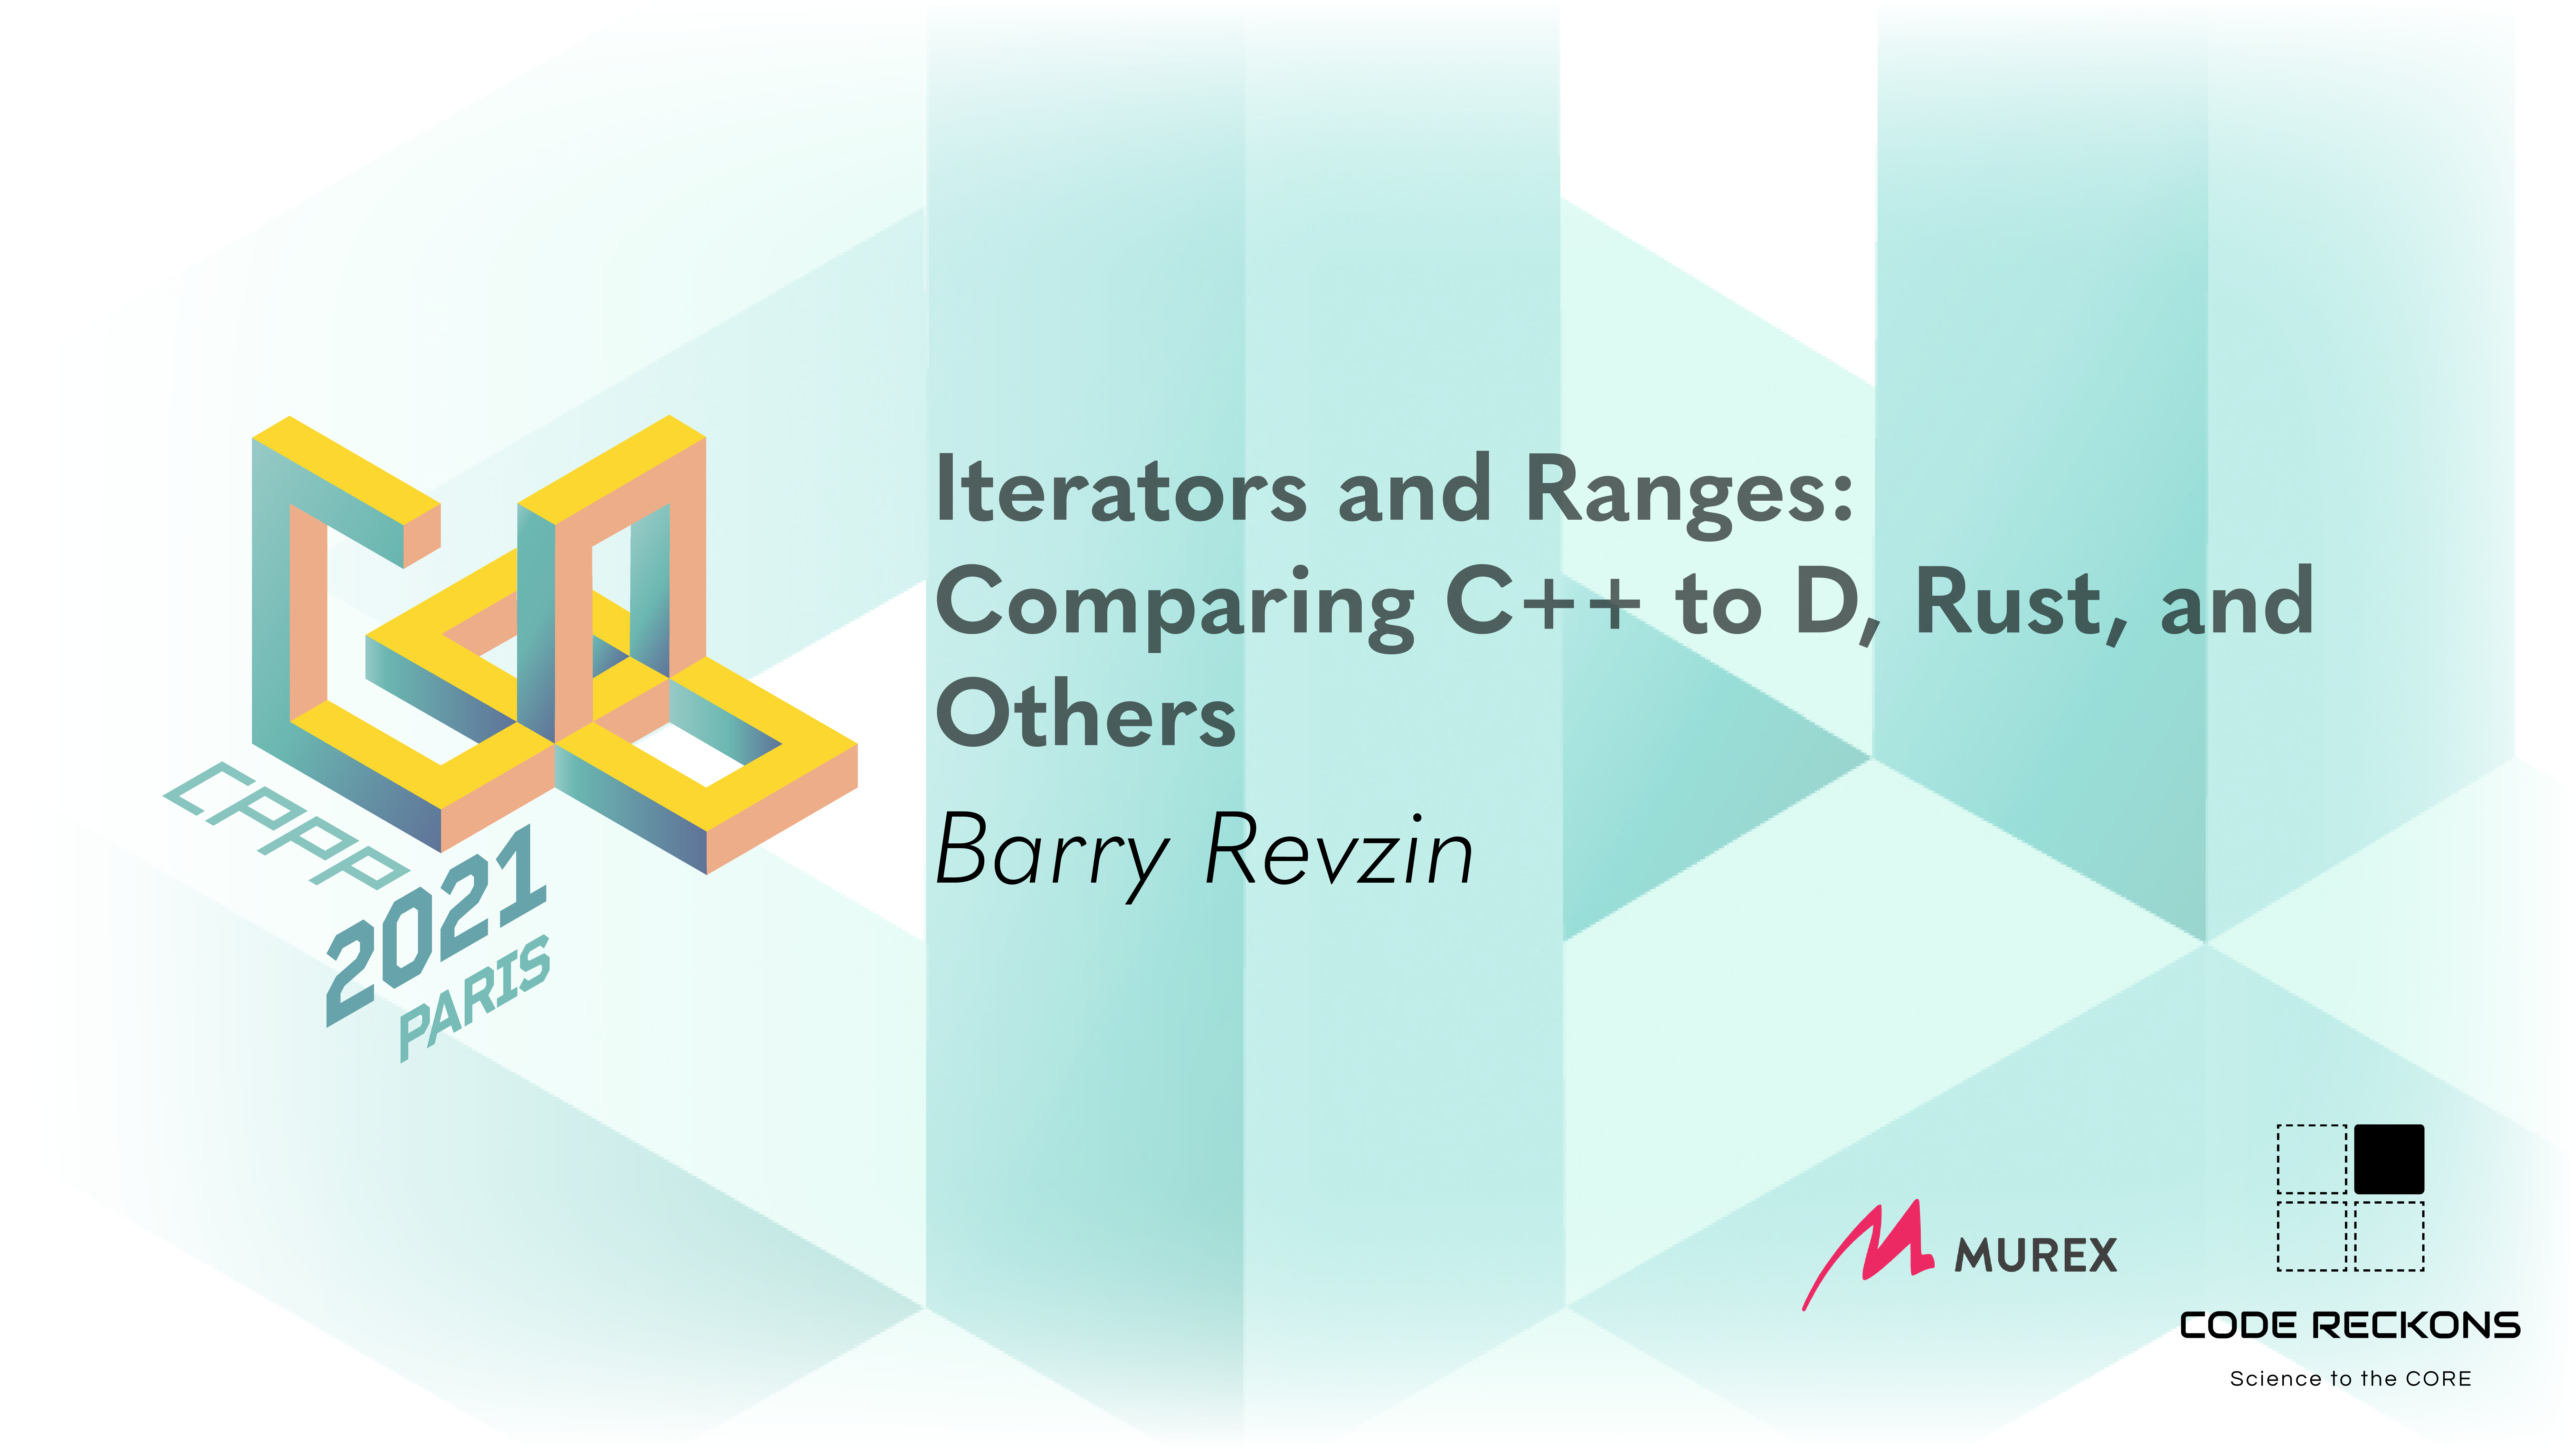 Iterators and Ranges:
Comparing C++ to D, Rust, and
Others
Barry Revzin
CPPP
2021
PARIS
MUREX
CODE RECKONS
Science to the CORE